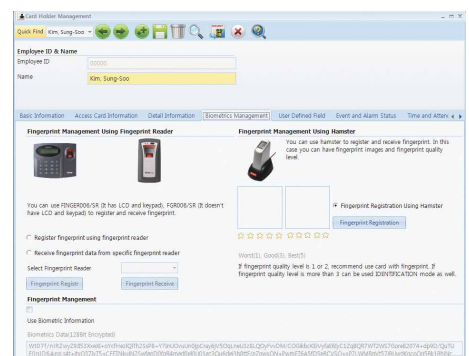 Card Holder Management
Quick Find Kim, Sung-Soo
Employee ID & Name
Employee ID 00000
Name Kim, Sung-Soo
Basic Information Access Card Information Detail Information Biometrics Management User Defined Field Event and Alarm Status Time and Atten
Fingerprint Management Using Fingerprint Reader
Fingerprint Management Using Hamster
You can use hamster to register and receive fingerprint. In this
case you can have fingerprint images and fingerprint quality
level.
You can use FINGER006/SR (It has LCD and keypad), FGR006/SR (It doesn't
have LCD and keypad) to register and receive fingerprint.
Fingerprint Registration Using Hamster
Fingerprint Registration
Register fingerprint using fingerprint reader
Receive fingerprint data from specific fingerprint reader
Select Fingerprint Reader
Fingerprint Registr Fingerprint Receive
Worst(1), Good(3), Best(5)
If fingerprint quality level is 1 or 2, recommend use card with fingerprint. If
fingerprint quality level is more than 3 can be used IDENTIFICATION mode as well.
Fingerprint Mangement
Use Biometric Information
Biometrics Data(128Bit Encrypted)